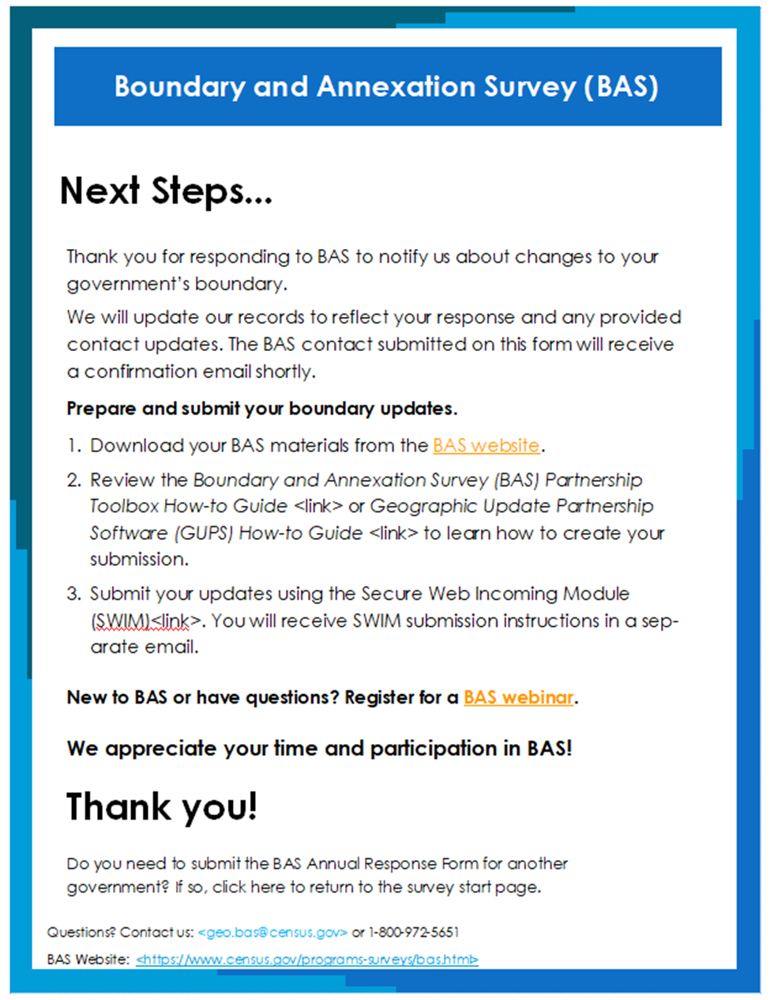 Boundary and Annexation Survey (BAS)
Next Steps...
Thank you for responding to BAS to notify us about changes to your
government’s boundary.
We will update our records to reflect your response and any provided
contact updates. The BAS contact submitted on this form will receive
a confirmation email shortly.
Prepare and submit your boundary updates.
1. Download your BAS materials from the BAS website.
2. Review the Boundary and Annexation Survey (BAS) Partnership
Toolbox How-to Guide <link> or Geographic Update Partnership
Software (GUPS) How-to Guide <link> to learn how to create your
submission.
3. Submit your updates using the Secure Web Incoming Module
(SWIM)<link>. You will receive SWIM submission instructions in a sep-
arate email.
New to BAS or have questions? Register for a BAS webinar.
We appreciate your time and participation in BAS!
Thank you!
Do you need to submit the BAS Annual Response Form for another
government? If so, click here to return to the survey start page.
Questions? Contact us: <geo.bas@census.gov> or 1-800-972-5651
BAS Website: <https://www.census.gov/programs-surveys/bas.html>